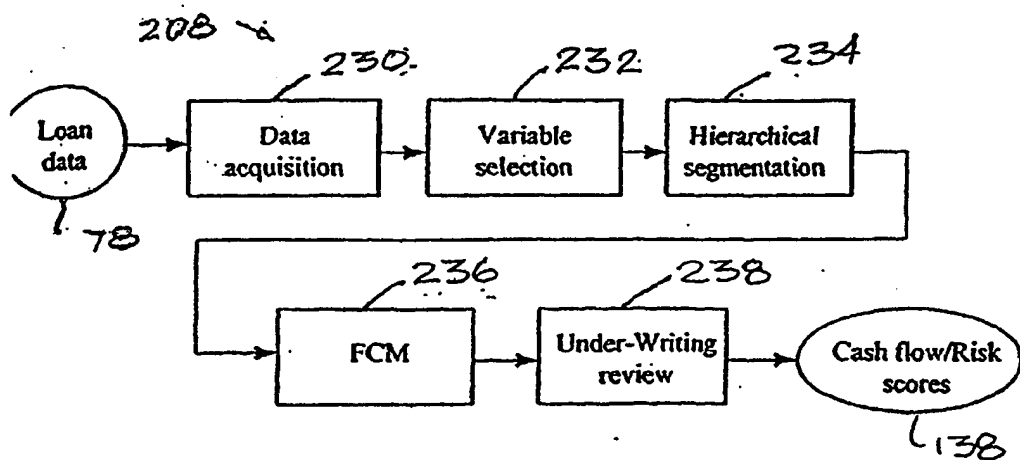 208
230
232
234
Loan
data
Data
acquisition
Variable
selection
Hierarchical
segmentation
78
236
238
FCM
Under-Writing
review
Cash flow/Risk
scores
138